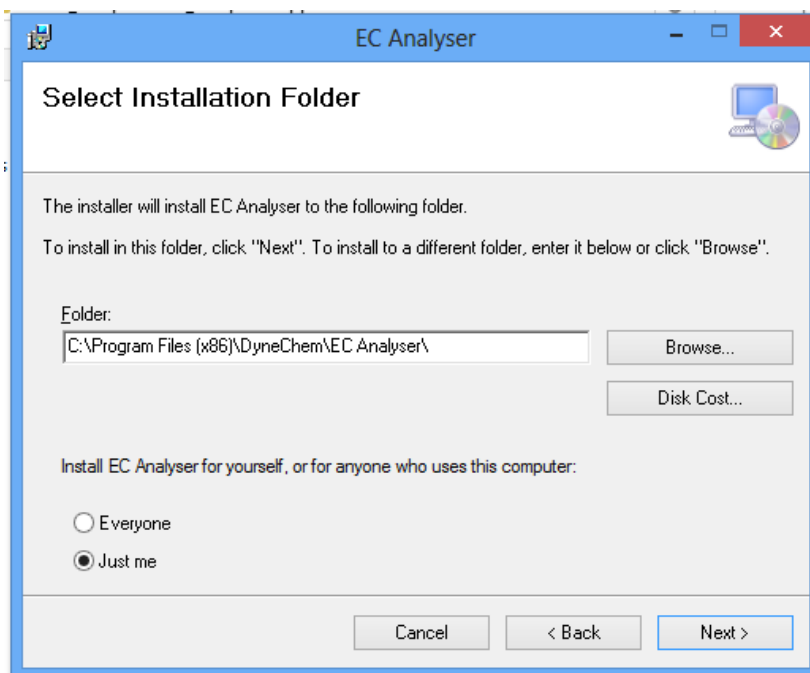 EC Analyser
Select Installation Folder
The installer will install EC Analyser to the following folder.
To install in this folder, click "Next". To install to a different folder, enter it below or click "Browse".
Folder:
C:\Program Files (x86)\DyneChem\EC Analyser\
Browse...
Disk Cost...
Install EC Analyser for yourself, or for anyone who uses this computer:
Everyone
Just me
Cancel
< Back
Next >